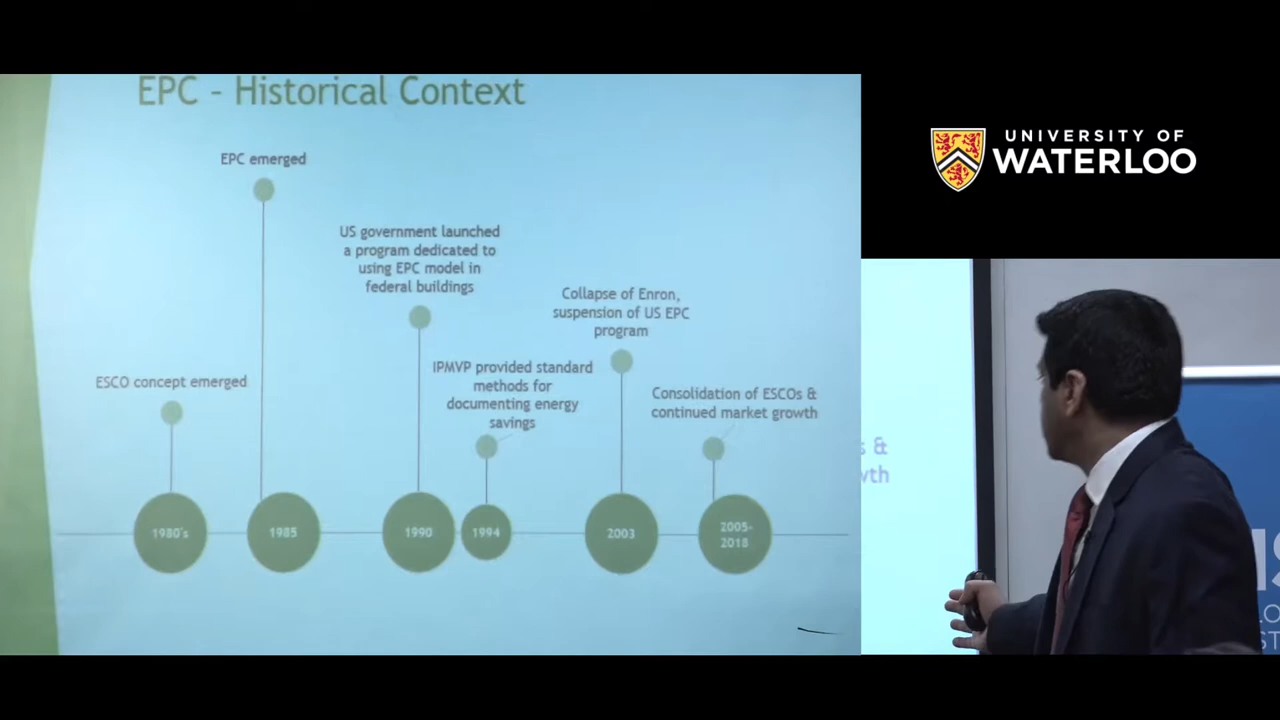 EPC – Historical Context
EPC emerged
US government launched
a program dedicated to
using EPC model in
federal buildings
Collapse of Enron,
suspension of US EPC
program
IPMVP provided standard
methods for
documenting energy
savings
ESCO concept emerged
Consolidation of ESCOs &
continued market growth
1980's
1985
1990
1994
2003
2005-
2018
UNIVERSITY OF
WATERLOO
s &
wth